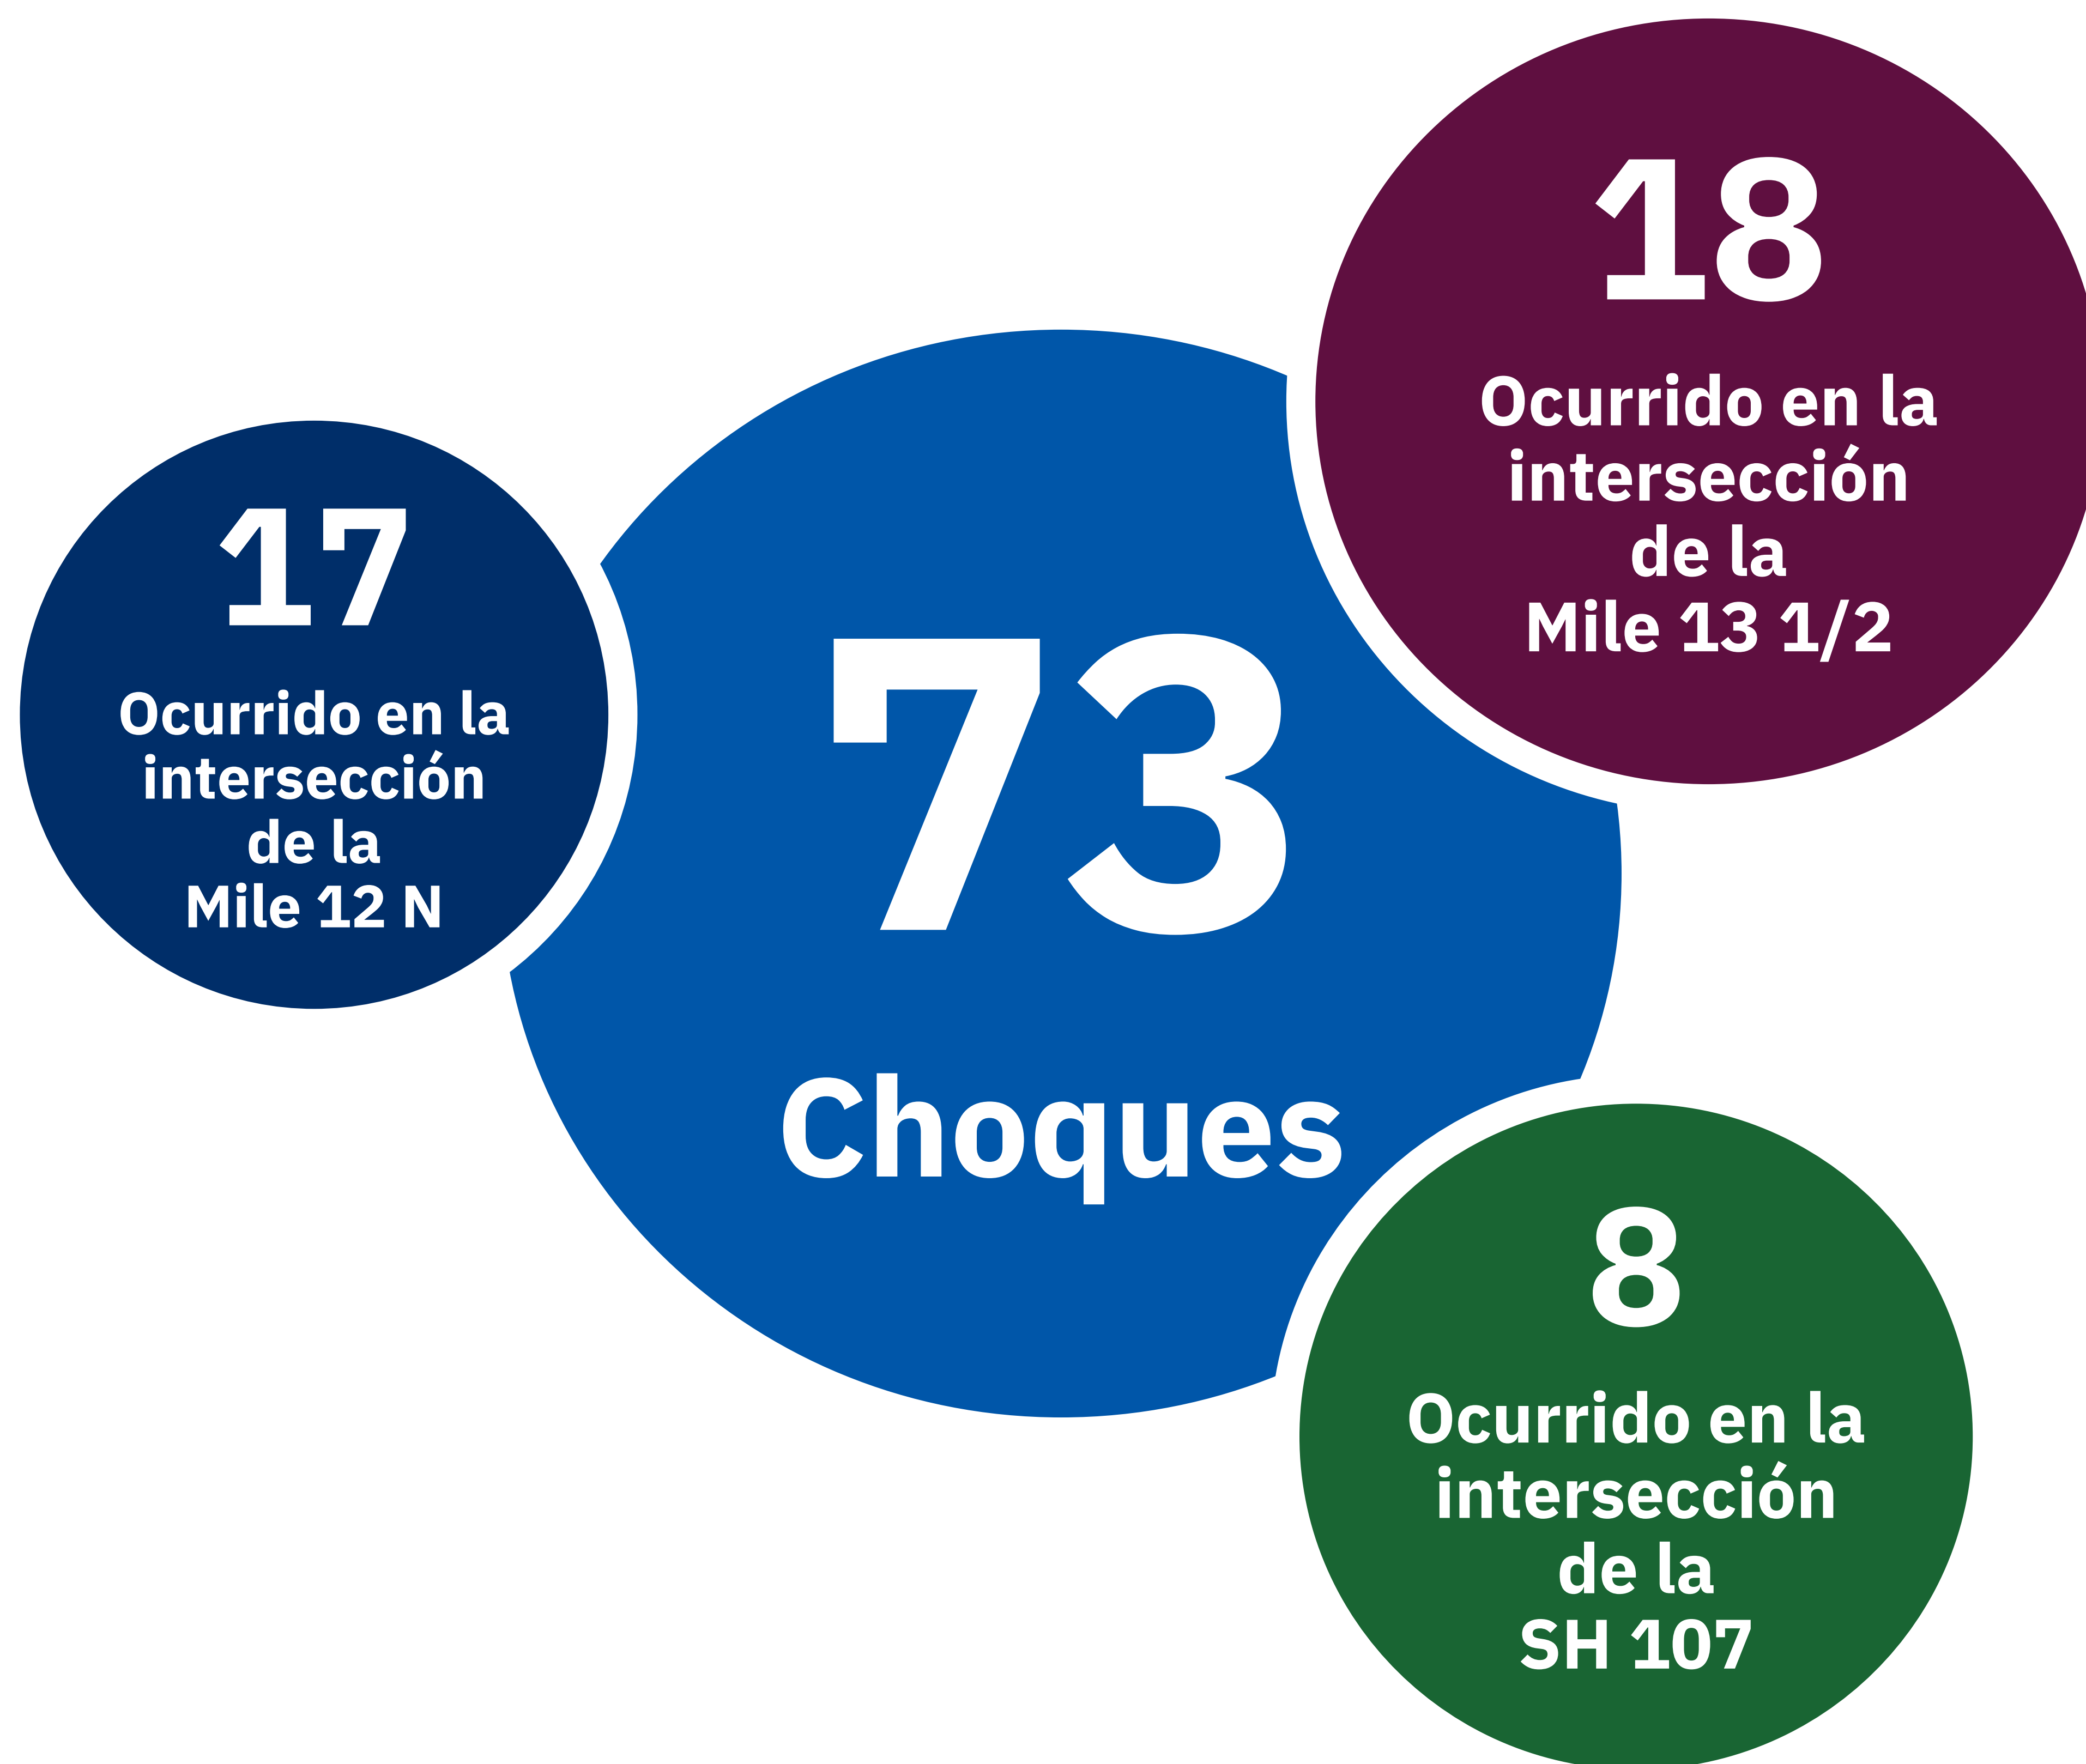 18
Ocurrido en la
intersección
de la
Mile 13 1/2
17
Ocurrido en la
intersección
de la
Mile 12 N
73
Choques
8
Ocurrido en la
intersección
de la
SH 107